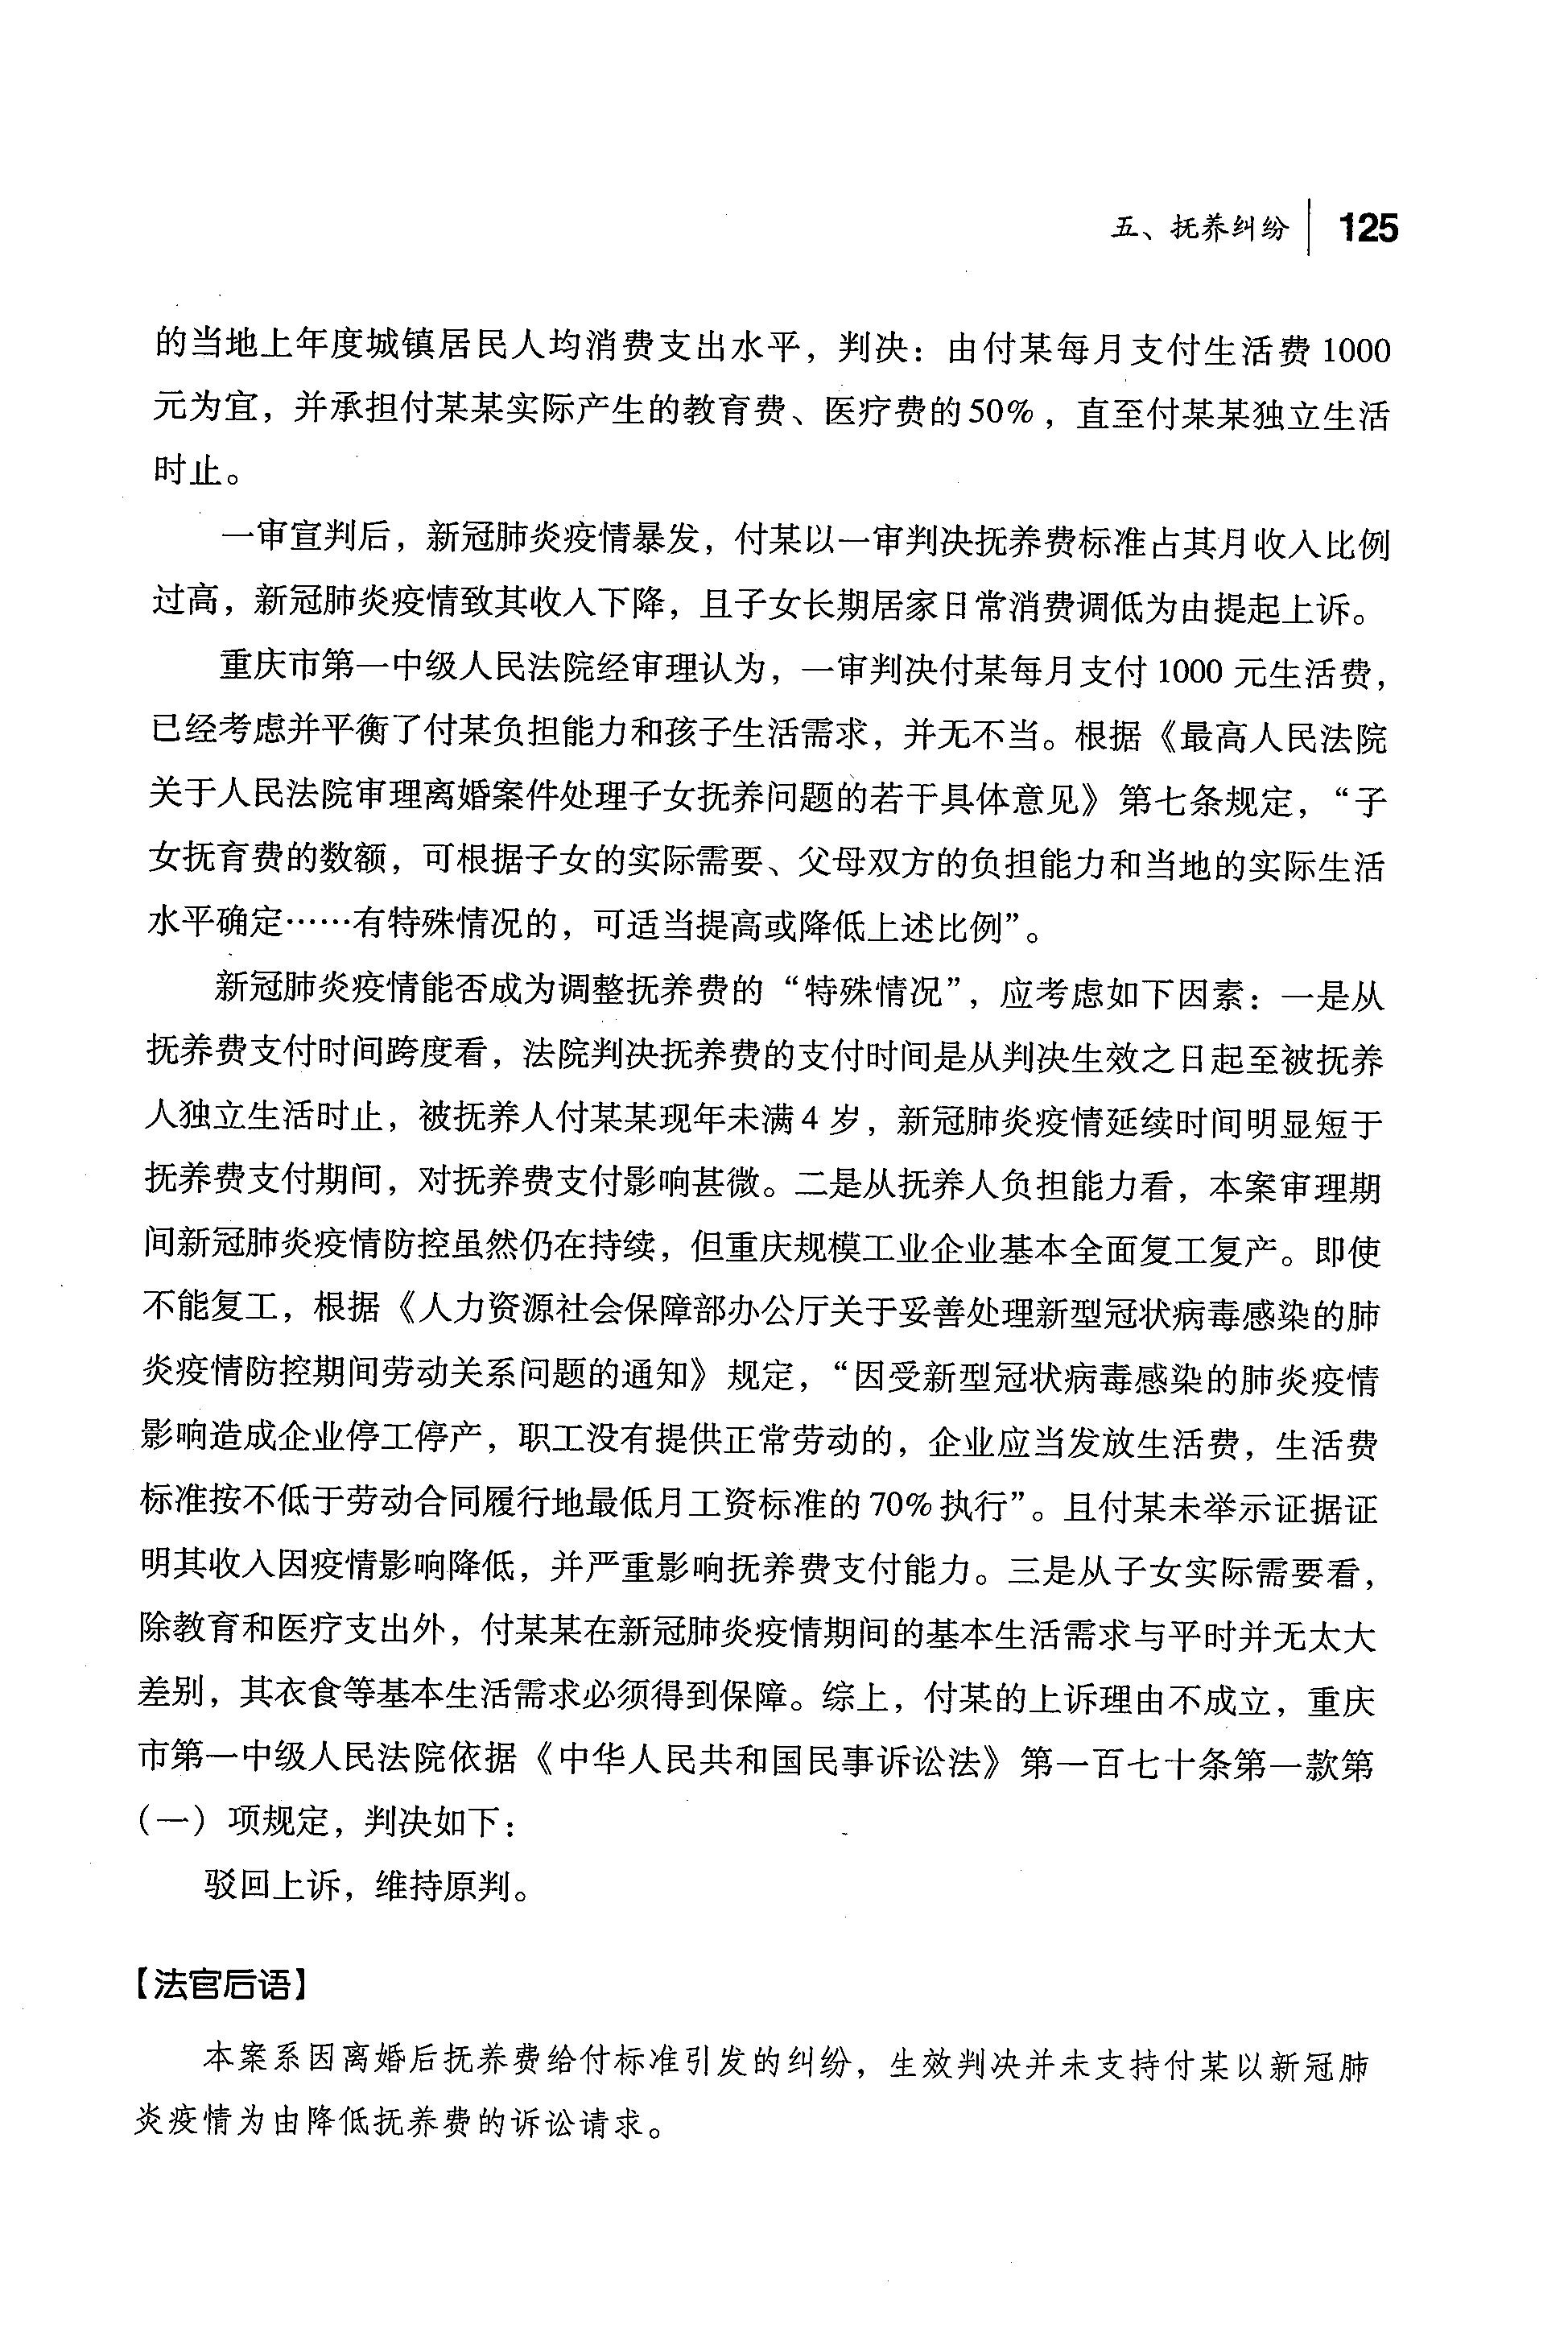 五、抚养纠纷 125
的当地上年度城镇居民人均消费支出水平，判决：由付某每月支付生活费 1000
元为宜，并承担付某某实际产生的教育费、医疗费的50%，直至付某某独立生活
时止。
一审宣判后，新冠肺炎疫情暴发，付某以一审判决抚养费标准占其月收入比例
过高，新冠肺炎疫情致其收入下降，且子女长期居家日常消费调低为由提起上诉。
重庆市第一中级人民法院经审理认为，一审判决付某每月支付 1000 元生活费，
已经考虑并平衡了付某负担能力和孩子生活需求，并无不当。根据《最高人民法院
关于人民法院审理离婚案件处理子女抚养问题的若干具体意见》第七条规定，“子
女抚育费的数额，可根据子女的实际需要、父母双方的负担能力和当地的实际生活
水平确定……有特殊情况的，可适当提高或降低上述比例”。
新冠肺炎疫情能否成为调整抚养费的“特殊情况”，应考虑如下因素：一是从
抚养费支付时间跨度看，法院判决抚养费的支付时间是从判决生效之日起至被抚养
人独立生活时止，被抚养人付某某现年未满 4 岁，新冠肺炎疫情延续时间明显短于
抚养费支付期间，对抚养费支付影响甚微。二是从抚养人负担能力看，本案审理期
间新冠肺炎疫情防控虽然仍在持续，但重庆规模工业企业基本全面复工复产。即使
不能复工，根据《人力资源社会保障部办公厅关于妥善处理新型冠状病毒感染的肺
炎疫情防控期间劳动关系问题的通知》规定，“因受新型冠状病毒感染的肺炎疫情
影响造成企业停工停产，职工没有提供正常劳动的，企业应当发放生活费，生活费
标准按不低于劳动合同履行地最低月工资标准的 70% 执行”。且付某未举示证据证
明其收入因疫情影响降低，并严重影响抚养费支付能力。三是从子女实际需要看，
除教育和医疗支出外，付某某在新冠肺炎疫情期间的基本生活需求与平时并无太大
差别，其衣食等基本生活需求必须得到保障。综上，付某的上诉理由不成立，重庆
市第一中级人民法院依据《中华人民共和国民事诉讼法》第一百七十条第一款第
（一）项规定，判决如下：
驳回上诉，维持原判。
【法官后语】
本案系因离婚后抚养费给付标准引发的纠纷，生效判决并未支持付某以新冠肺
炎疫情为由降低抚养费的诉讼请求。